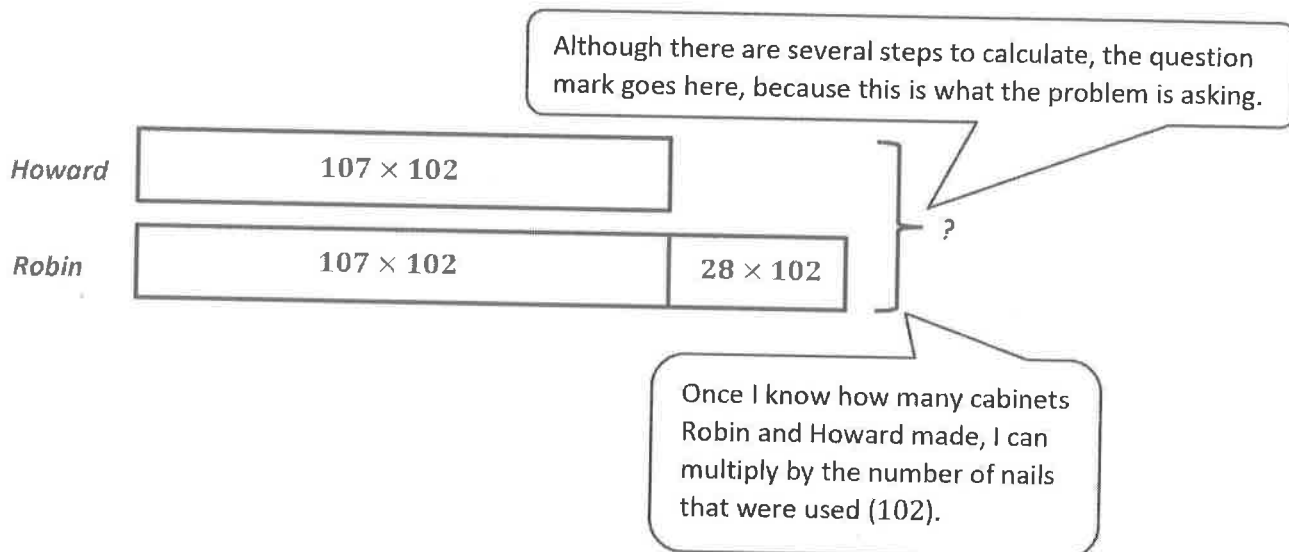 Although there are several steps to calculate, the question
mark goes here, because this is what the problem is asking.
Howard
107 × 102
?
Robin
107 × 102
28 × 102
Once I know how many cabinets
Robin and Howard made, I can
multiply by the number of nails
that were used (102).